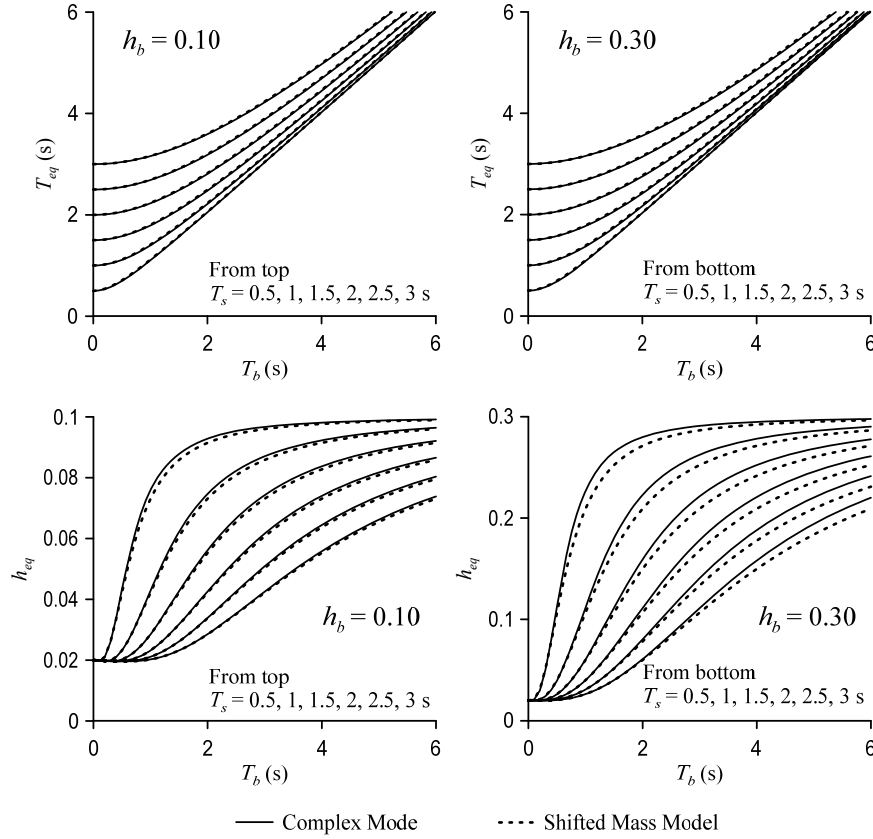 6
4
2
0
T_eq (s)
h_b = 0.10
From top
T_s = 0.5, 1, 1.5, 2, 2.5, 3 s
0 2 4 6
T_b (s)
6
4
2
0
T_eq (s)
h_b = 0.30
From bottom
T_s = 0.5, 1, 1.5, 2, 2.5, 3 s
0 2 4 6
T_b (s)
0.1
0.08
0.06
0.04
0.02
0
h_eq
h_b = 0.10
From top
T_s = 0.5, 1, 1.5, 2, 2.5, 3 s
0 2 4 6
T_b (s)
0.3
0.2
0.1
0
h_eq
h_b = 0.30
From bottom
T_s = 0.5, 1, 1.5, 2, 2.5, 3 s
0 2 4 6
T_b (s)
Complex Mode
Shifted Mass Model